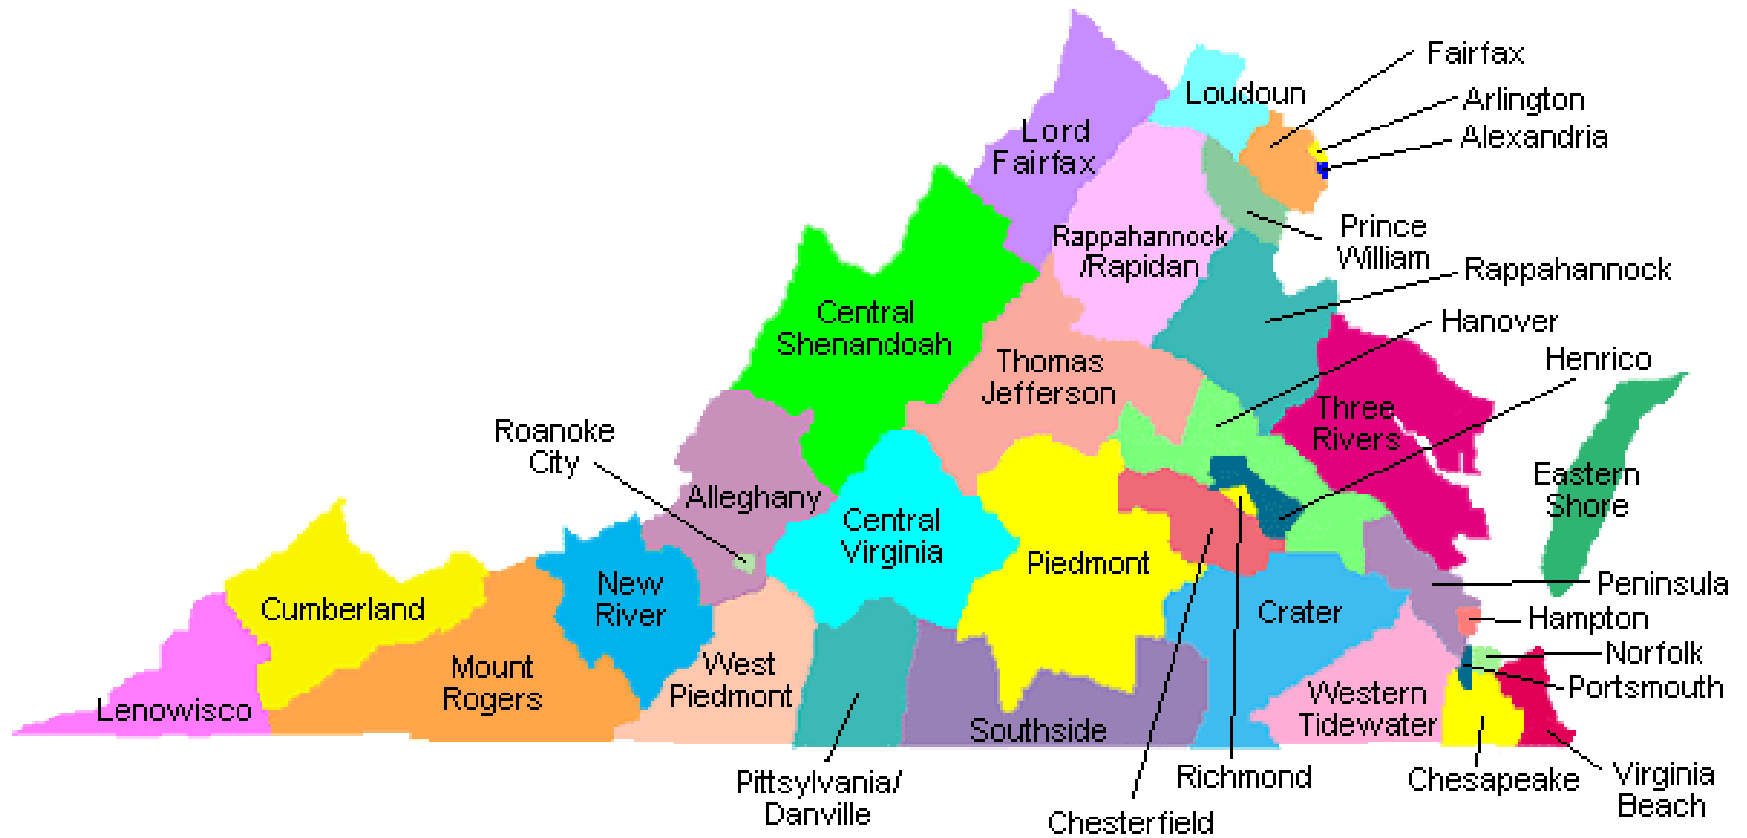 Fairfax
Loudoun
Arlington
Alexandria
Lord
Fairfax
Prince
William
Rappahannock
/Rapidan
Rappahannock
Hanover
Central
Shenandoah
Henrico
Thomas
Jefferson
Three
Rivers
Roanoke
City
Eastern
Shore
Alleghany
Central
Virginia
Piedmont
New
River
Peninsula
Cumberland
Crater
Hampton
Norfolk
West
Piedmont
Mount
Rogers
Portsmouth
Western
Tidewater
Lenowisco
Southside
Pittsylvania/
Danville
Richmond
Chesapeake
Virginia
Beach
Chesterfield